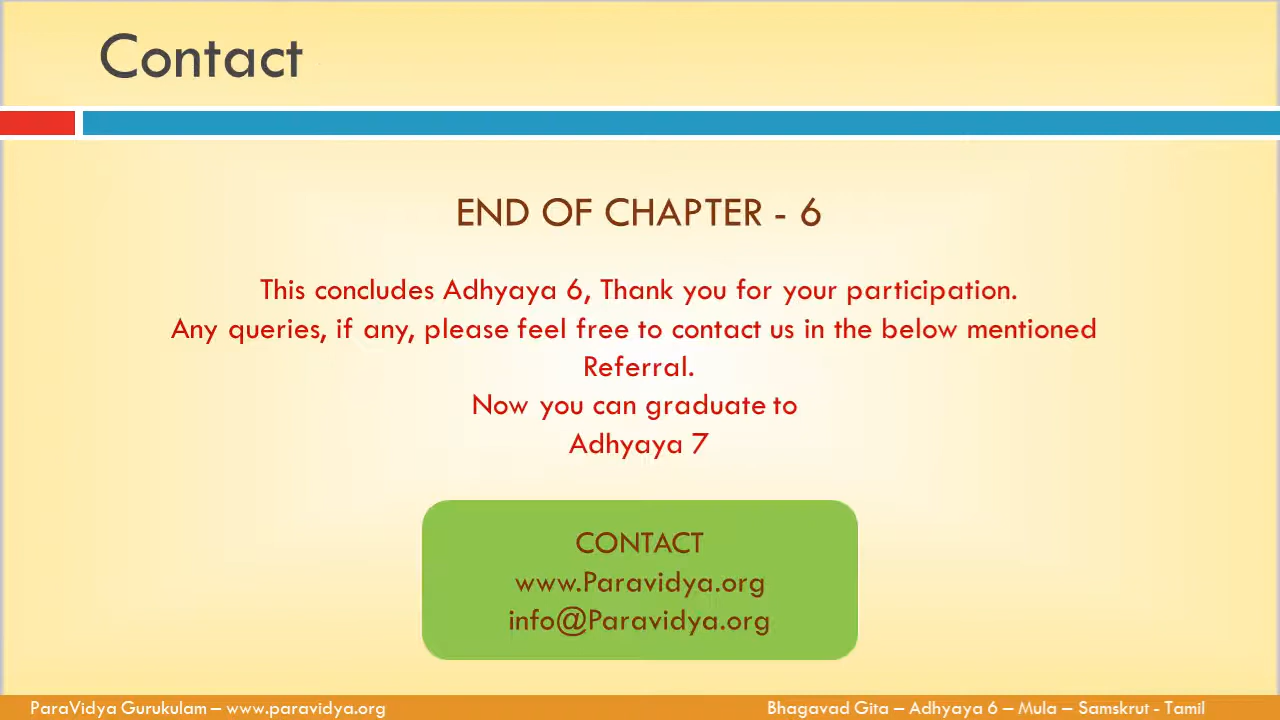 Contact
END OF CHAPTER - 6
This concludes Adhyaya 6, Thank you for your participation.
Any queries, if any, please feel free to contact us in the below mentioned
Referral.
Now you can graduate to
Adhyaya 7
CONTACT
www.Paravidya.org
info@Paravidya.org
ParaVidya Gurukulam – www.paravidya.org
Bhagavad Gita – Adhyaya 6 – Mula – Samskrut - Tamil